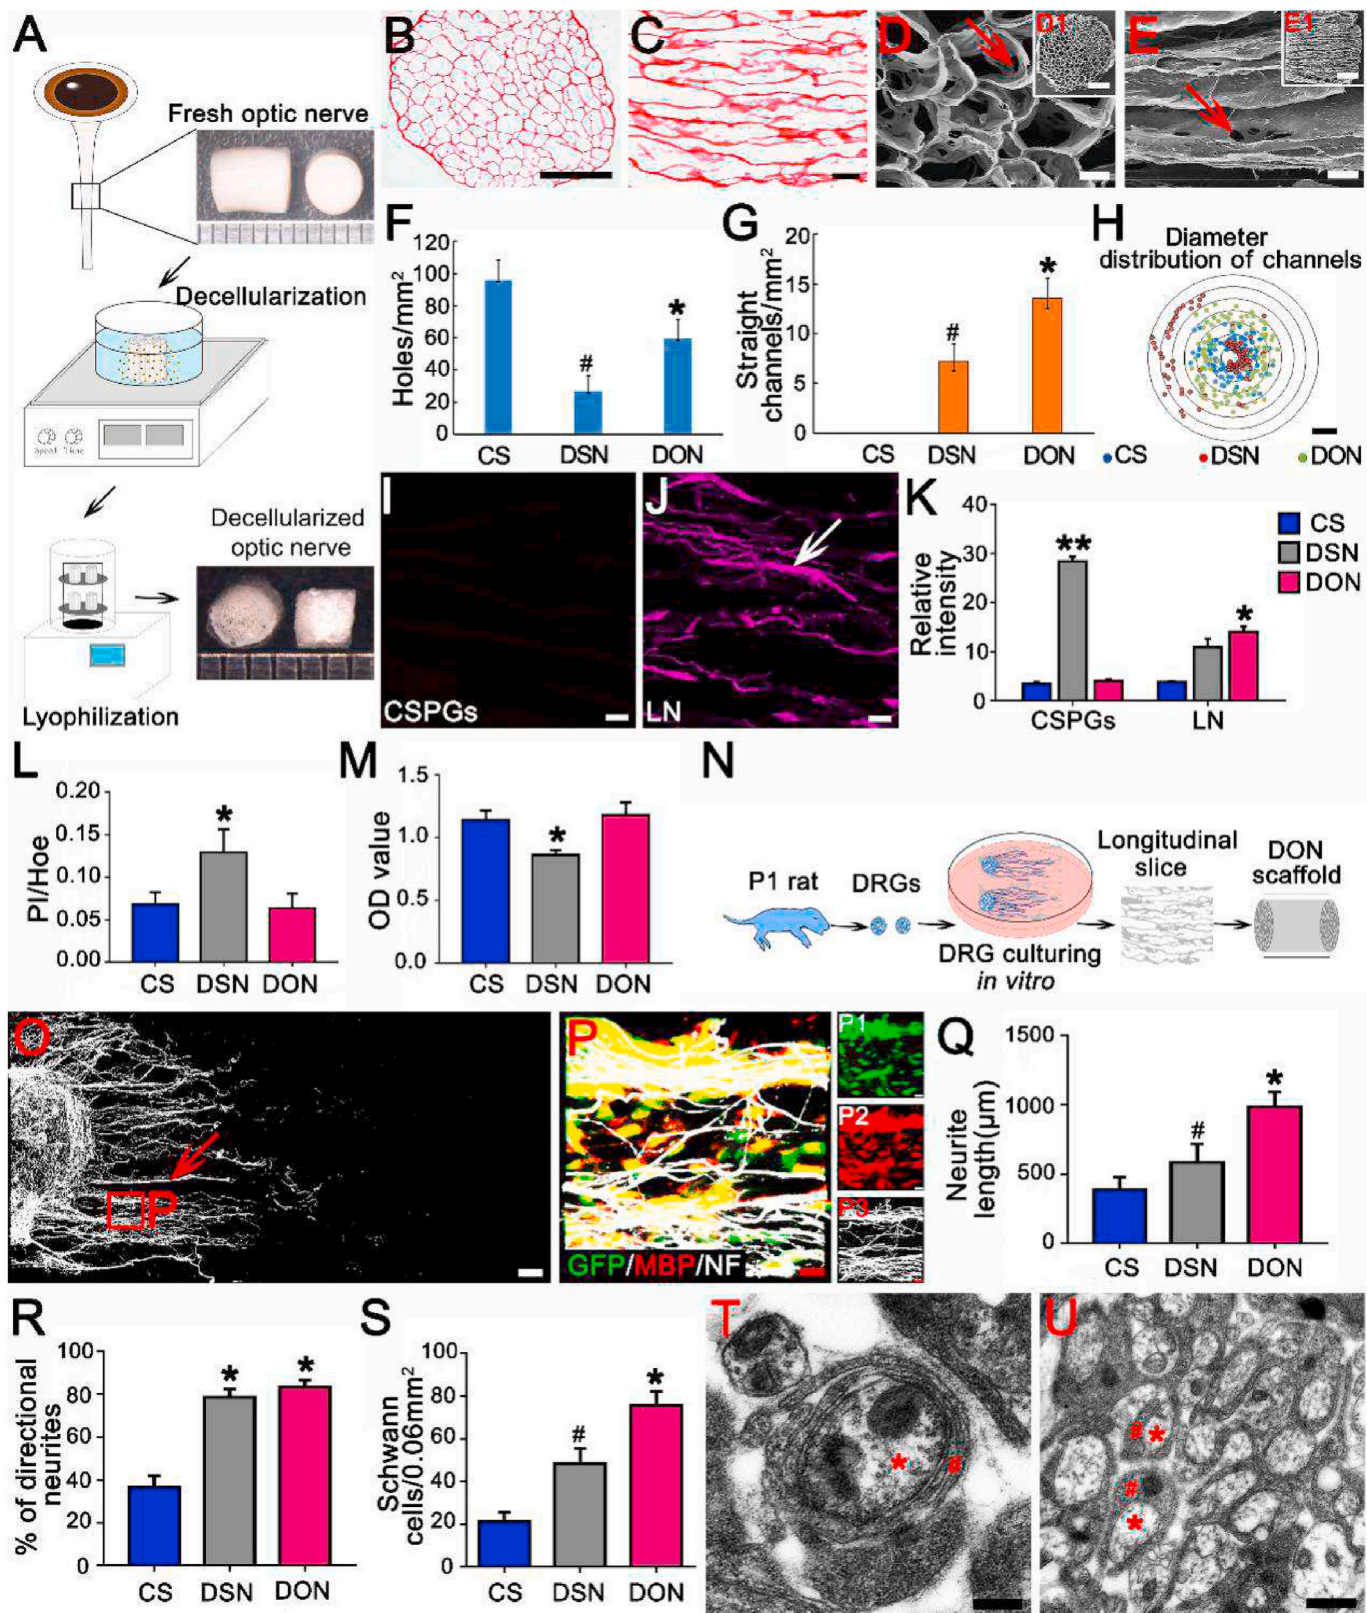 A
Fresh optic nerve
Decellularization
Speed Time
Decellularized
optic nerve
Lyophilization
B
C
D
D1
E
E1
F
Holes/mm²
120
100
80
60
40
20
0
#
*
CS DSN DON
G
Straight
channels/mm²
20
15
10
5
0
#
*
CS DSN DON
H
Diameter
distribution of channels
CS DSN DON
I
CSPGs
J
LN
K
Relative
intensity
40
30
20
10
0
**
*
CSPGs LN
CS
DSN
DON
L
PI/Hoe
0.20
0.15
0.10
0.05
0.00
*
CS DSN DON
M
OD value
1.5
1.0
0.5
0.0
*
CS DSN DON
N
P1 rat
DRGs
DRG culturing
in vitro
Longitudinal
slice
DON
scaffold
O
P
P
GFP/MBP/NF
P1
P2
P3
Q
Neurite
length(μm)
1500
1000
500
0
#
*
CS DSN DON
R
% of directional
neurites
100
80
60
40
20
0
*
*
CS DSN DON
S
Schwann
cells/0.06mm²
100
80
60
40
20
0
#
*
CS DSN DON
T
* #
U
# *
#
*